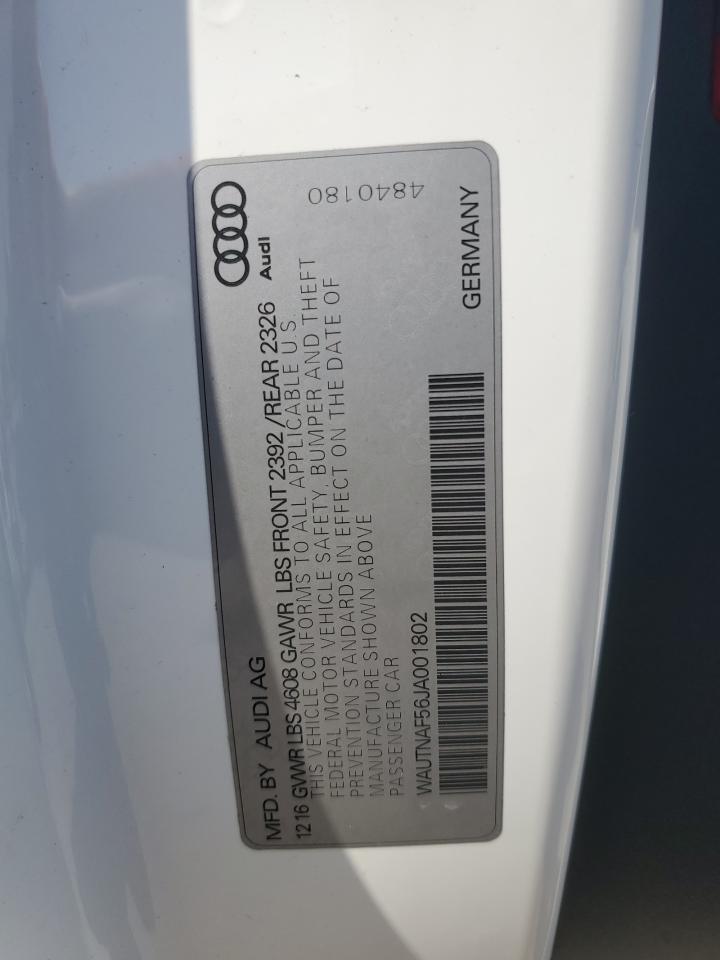 MFD. BY AUDI AG
Audi
1216 GVWR LBS 4608 GAWR LBS FRONT 2392 / REAR 2326
THIS VEHICLE CONFORMS TO ALL APPLICABLE U.S.
FEDERAL MOTOR VEHICLE SAFETY, BUMPER AND THEFT
PREVENTION STANDARDS IN EFFECT ON THE DATE OF
MANUFACTURE SHOWN ABOVE
PASSENGER CAR
4840180
WAUTNAF56JA001802
GERMANY